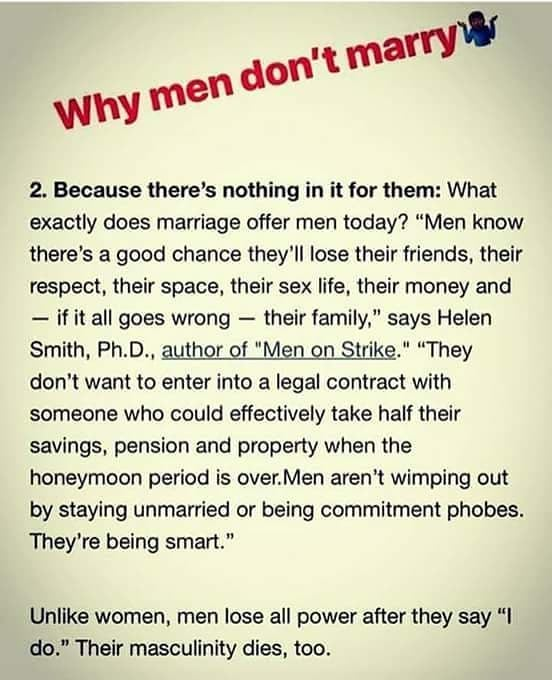 Why men don't marry🤷🏿‍♂️
2. Because there's nothing in it for them: What
exactly does marriage offer men today? “Men know
there's a good chance they'll lose their friends, their
respect, their space, their sex life, their money and
— if it all goes wrong — their family,” says Helen
Smith, Ph.D., author of "Men on Strike." “They
don't want to enter into a legal contract with
someone who could effectively take half their
savings, pension and property when the
honeymoon period is over.Men aren't wimping out
by staying unmarried or being commitment phobes.
They're being smart.”
Unlike women, men lose all power after they say “I
do.” Their masculinity dies, too.